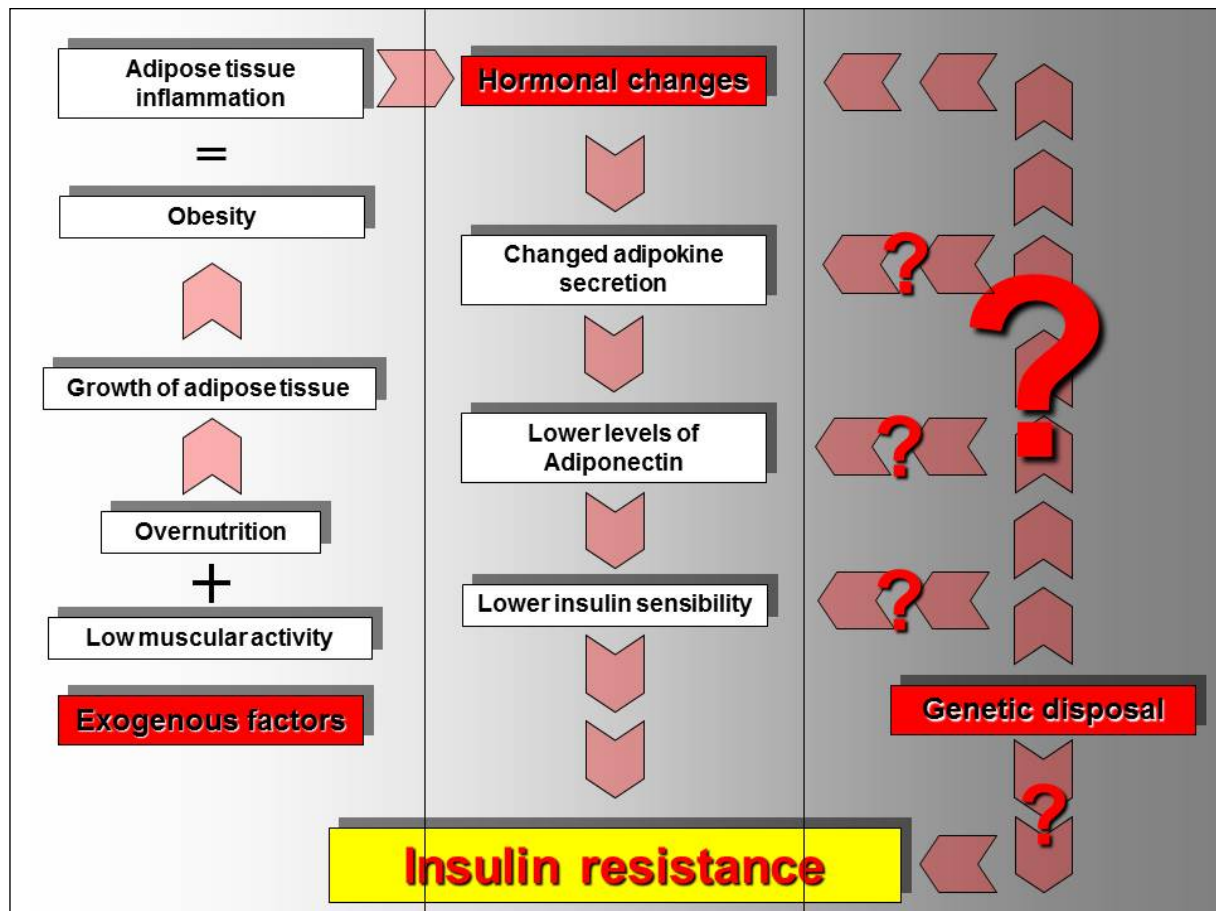 Adipose tissue
inflammation
=
Obesity
Growth of adipose tissue
Overnutrition
+
Low muscular activity
Exogenous factors
Hormonal changes
Changed adipokine
secretion
Lower levels of
Adiponectin
Lower insulin sensibility
?
?
?
?
Genetic disposal
?
Insulin resistance